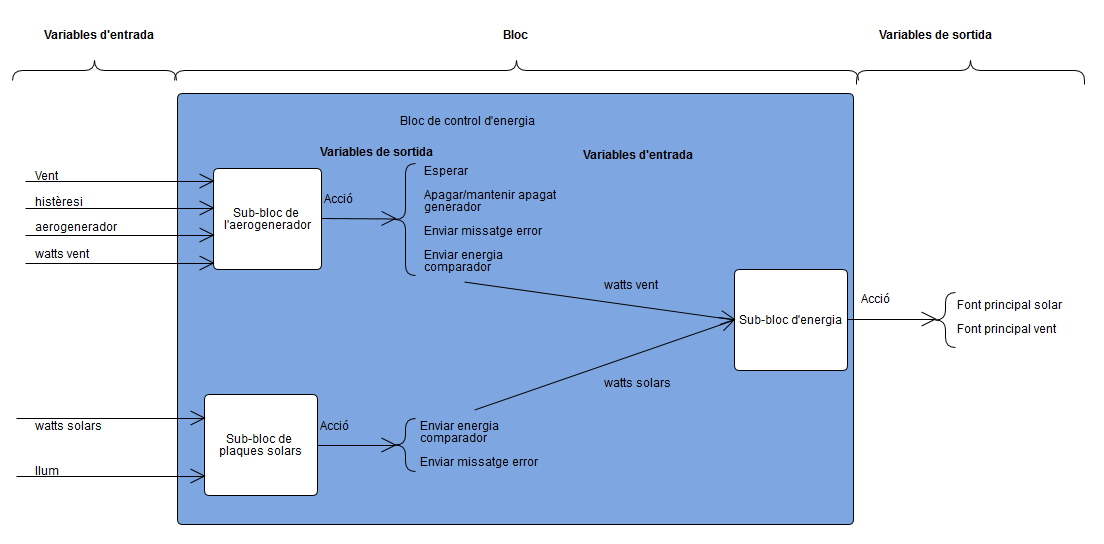 Variables d'entrada
Bloc
Variables de sortida
Bloc de control d'energia
Variables de sortida
Variables d'entrada
Vent
histèresi
aerogenerador
watts vent
Sub-bloc de
l'aerogenerador
Acció
Esperar
Apagar/mantenir apagat
generador
Enviar missatge error
Enviar energia
comparador
watts vent
Sub-bloc d'energia
Acció
Font principal solar
Font principal vent
watts solars
watts solars
llum
Sub-bloc de
plaques solars
Acció
Enviar energia
comparador
Enviar missatge error